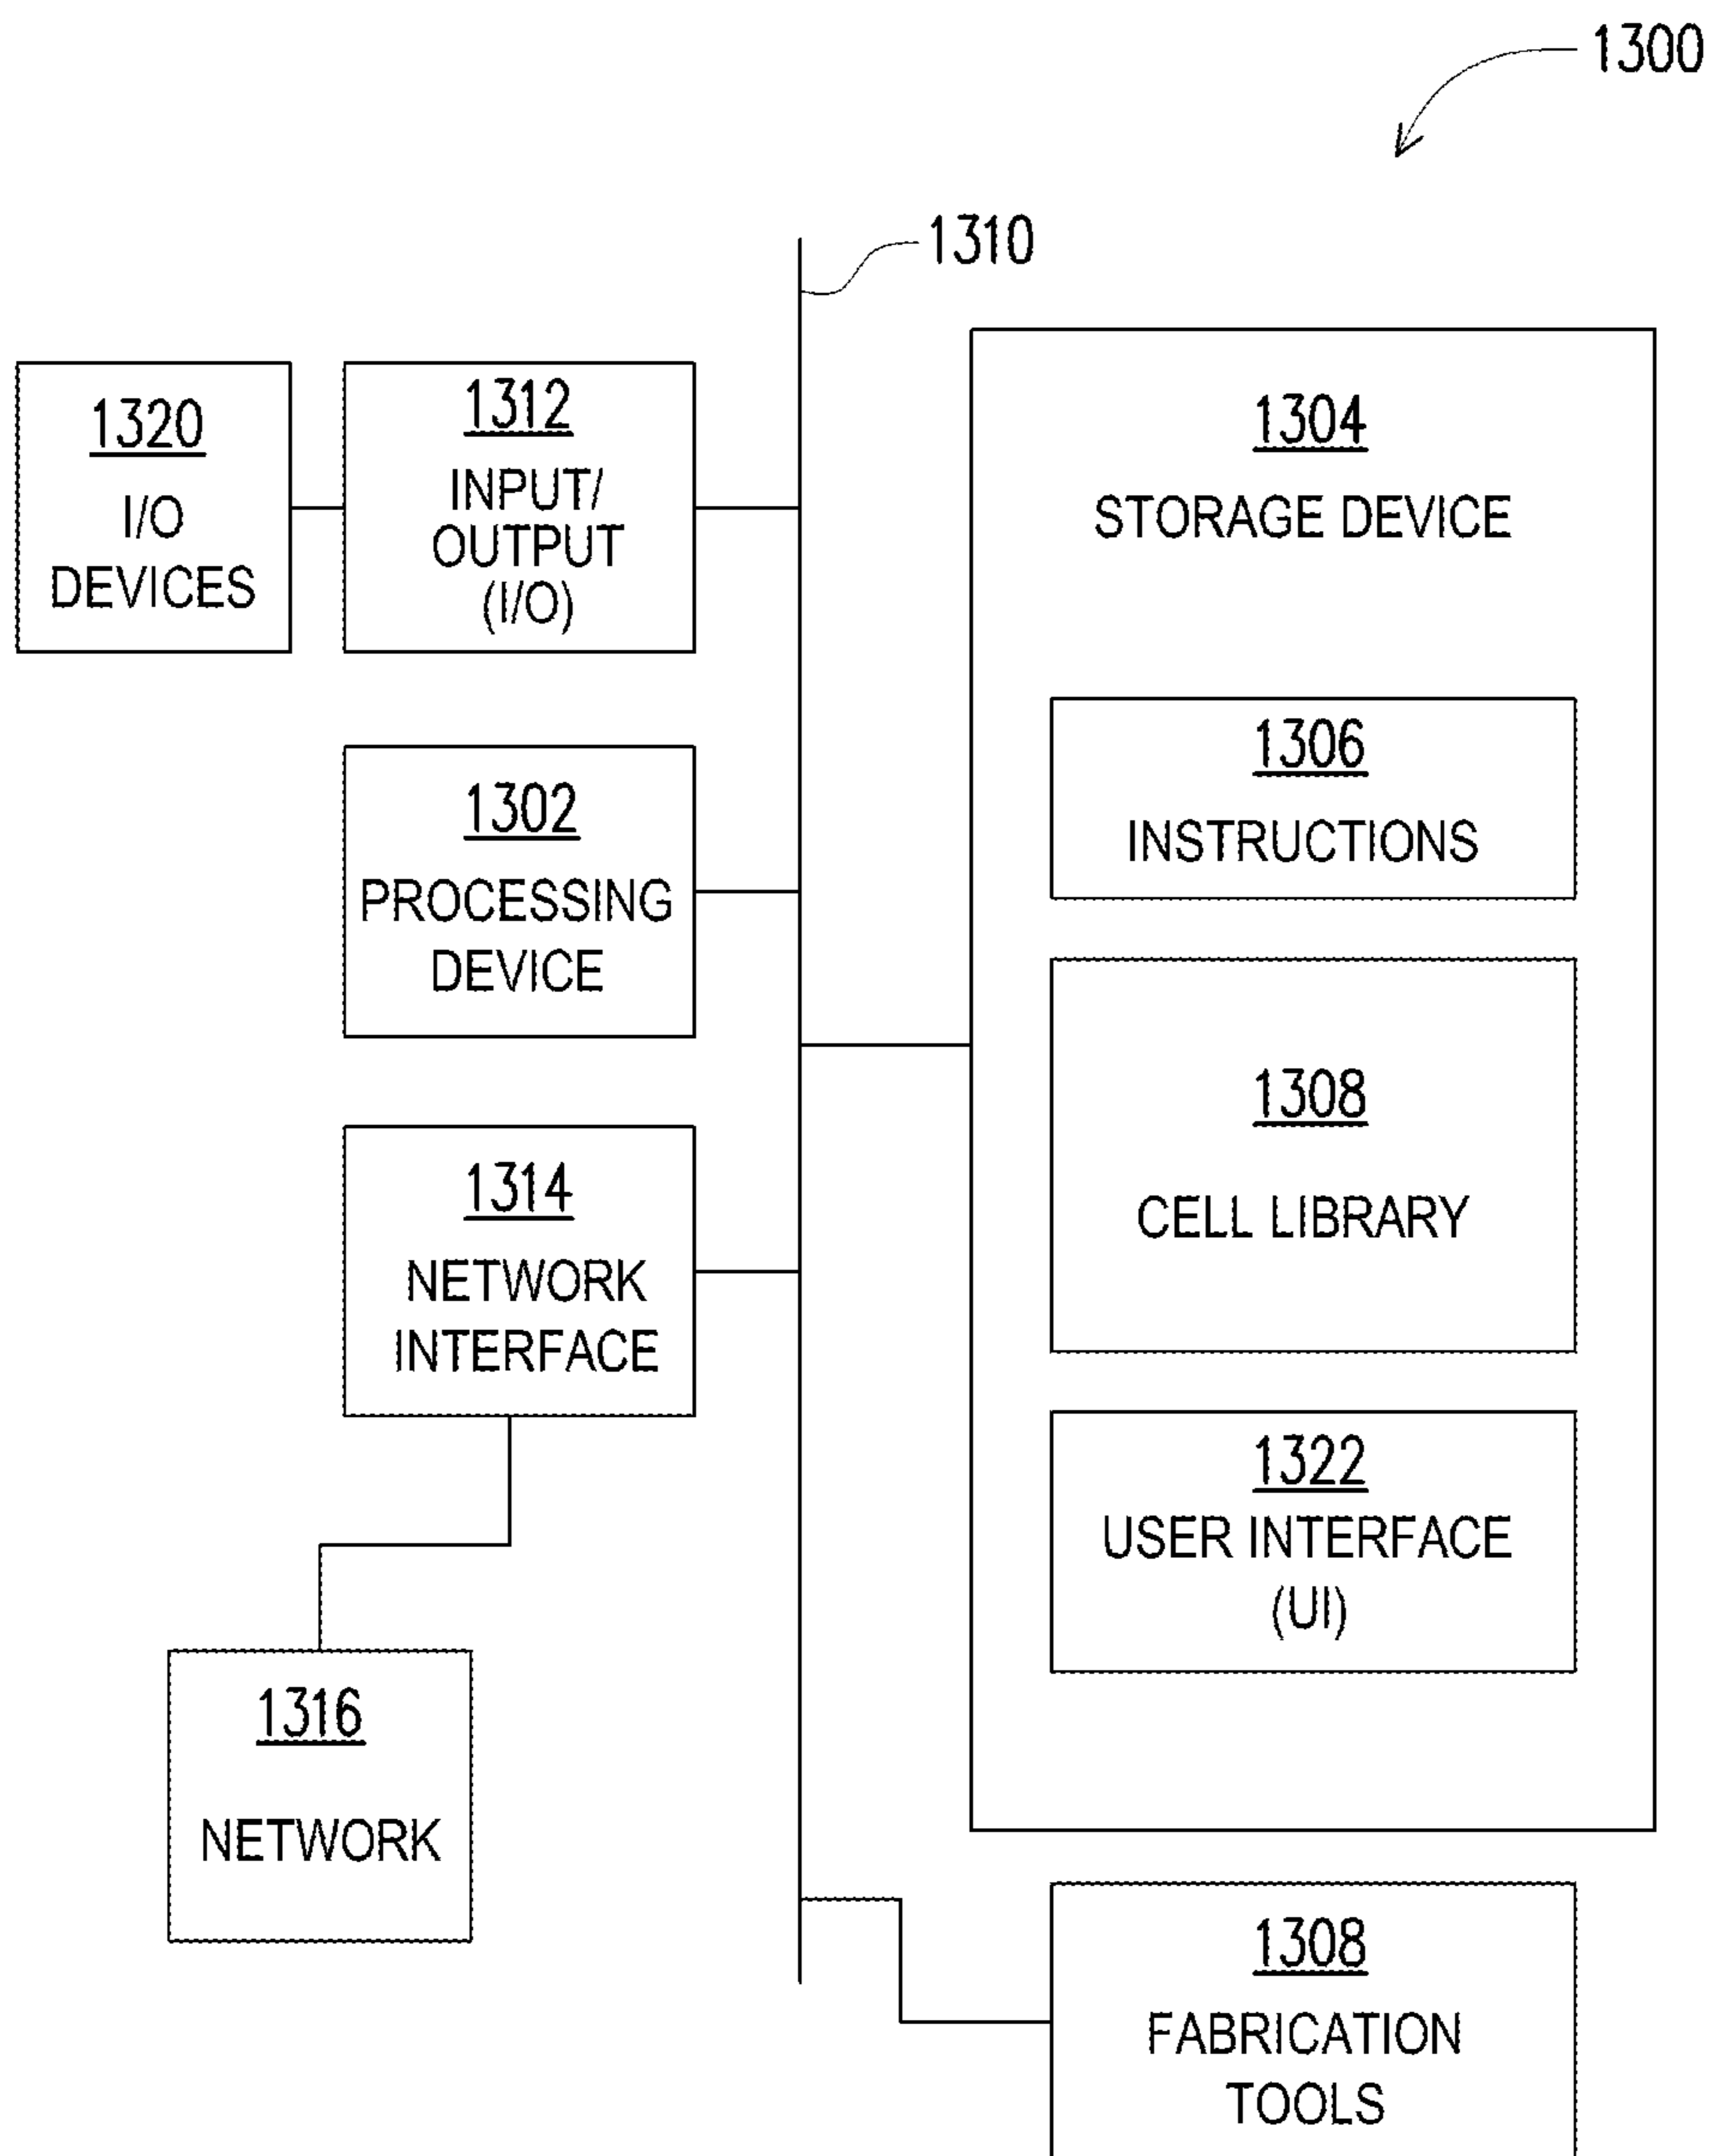 1300
1310
1320
I/O
DEVICES
1312
INPUT/
OUTPUT
(I/O)
1304
STORAGE DEVICE
1306
INSTRUCTIONS
1302
PROCESSING
DEVICE
1308
CELL LIBRARY
1314
NETWORK
INTERFACE
1322
USER INTERFACE
(UI)
1316
NETWORK
1308
FABRICATION
TOOLS